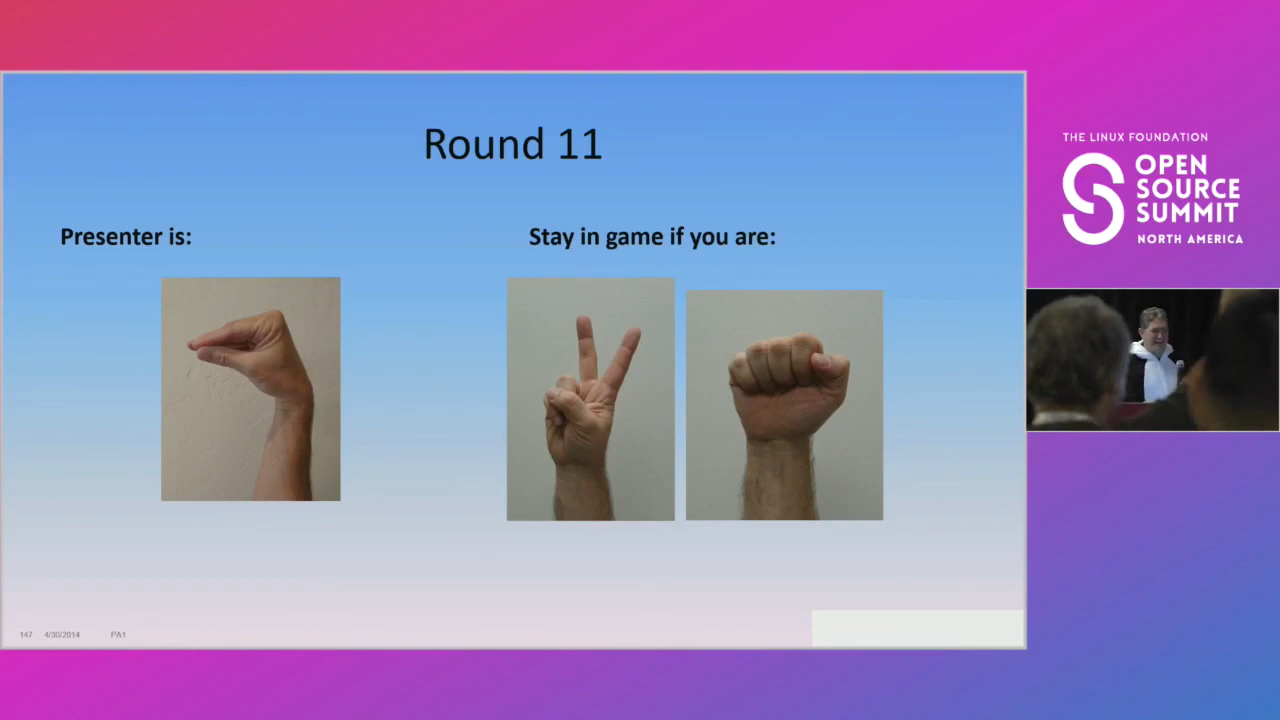 Round 11
Presenter is:
Stay in game if you are:
147 4/30/2014 PA1
THE LINUX FOUNDATION
OPEN
SOURCE
SUMMIT
NORTH AMERICA